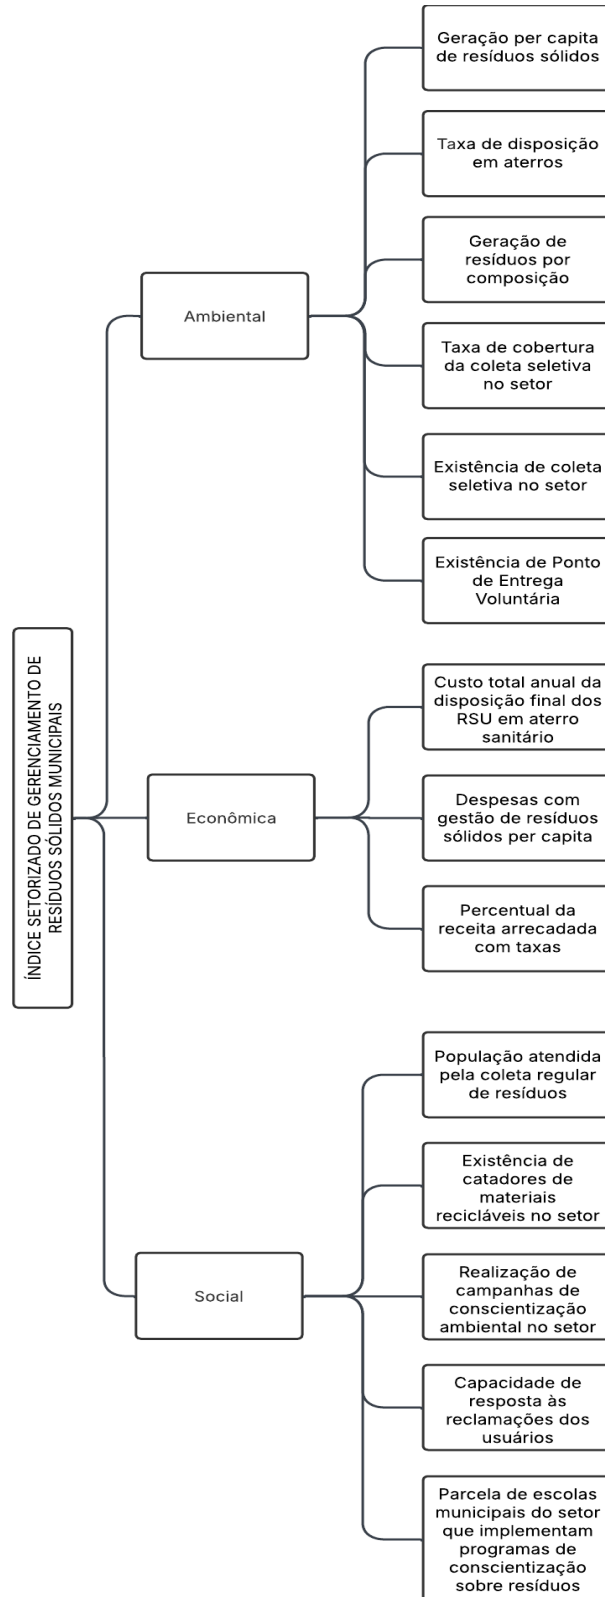 Geração per capita
de resíduos sólidos
Taxa de disposição
em aterros
Geração de
resíduos por
composição
Ambiental
Taxa de cobertura
da coleta seletiva
no setor
Existência de coleta
seletiva no setor
Existência de Ponto
de Entrega
Voluntária
ÍNDICE SETORIZADO DE GERENCIAMENTO DE
RESÍDUOS SÓLIDOS MUNICIPAIS
Custo total anual da
disposição final dos
RSU em aterro
sanitário
Econômica
Despesas com
gestão de resíduos
sólidos per capita
Percentual da
receita arrecadada
com taxas
População atendida
pela coleta regular
de resíduos
Existência de
catadores de
materiais
recicláveis no setor
Social
Realização de
campanhas de
conscientização
ambiental no setor
Capacidade de
resposta às
reclamações dos
usuários
Parcela de escolas
municipais do setor
que implementam
programas de
conscientização
sobre resíduos